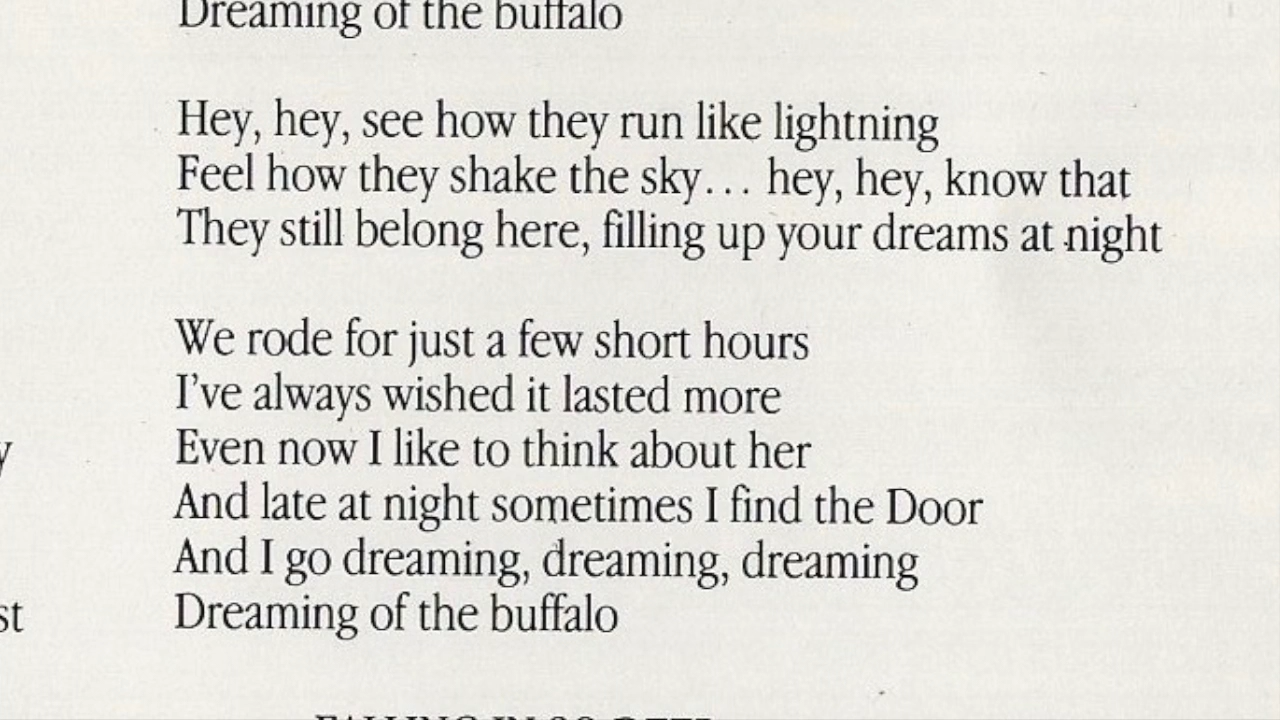 Dreaming of the buffalo
Hey, hey, see how they run like lightning
Feel how they shake the sky... hey, hey, know that
They still belong here, filling up your dreams at night
We rode for just a few short hours
I've always wished it lasted more
Even now I like to think about her
And late at night sometimes I find the Door
And I go dreaming, dreaming, dreaming
Dreaming of the buffalo